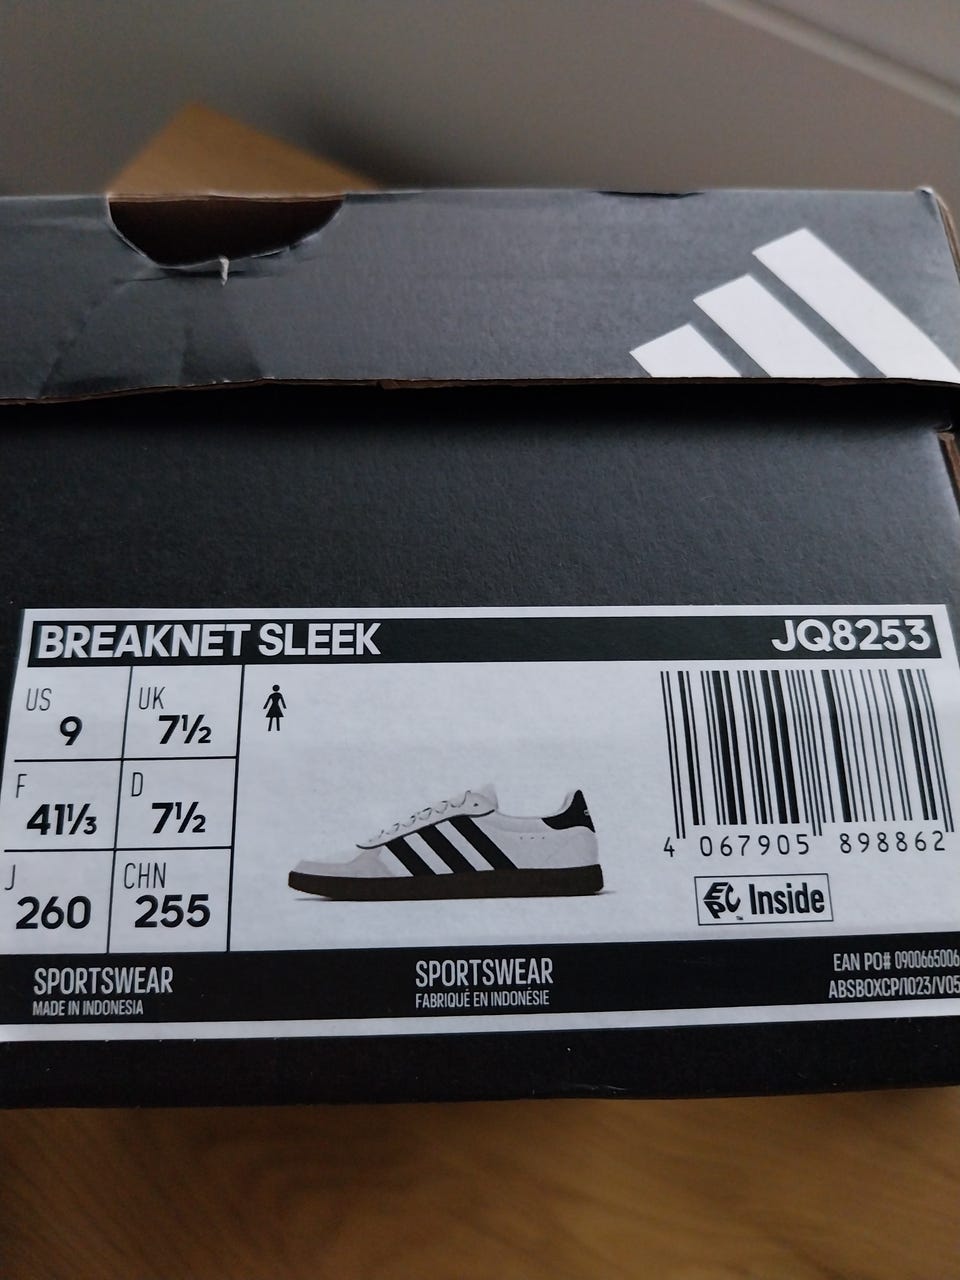 BREAKNET SLEEK JQ8253
US 9 UK 7½
F 41⅓ D 7½
J 260 CHN 255
4 067905 898862
EPC™ Inside
SPORTSWEAR
MADE IN INDONESIA
SPORTSWEAR
FABRIQUÉ EN INDONÉSIE
EAN PO# 0900665006
ABSBOXCP/1023/V05